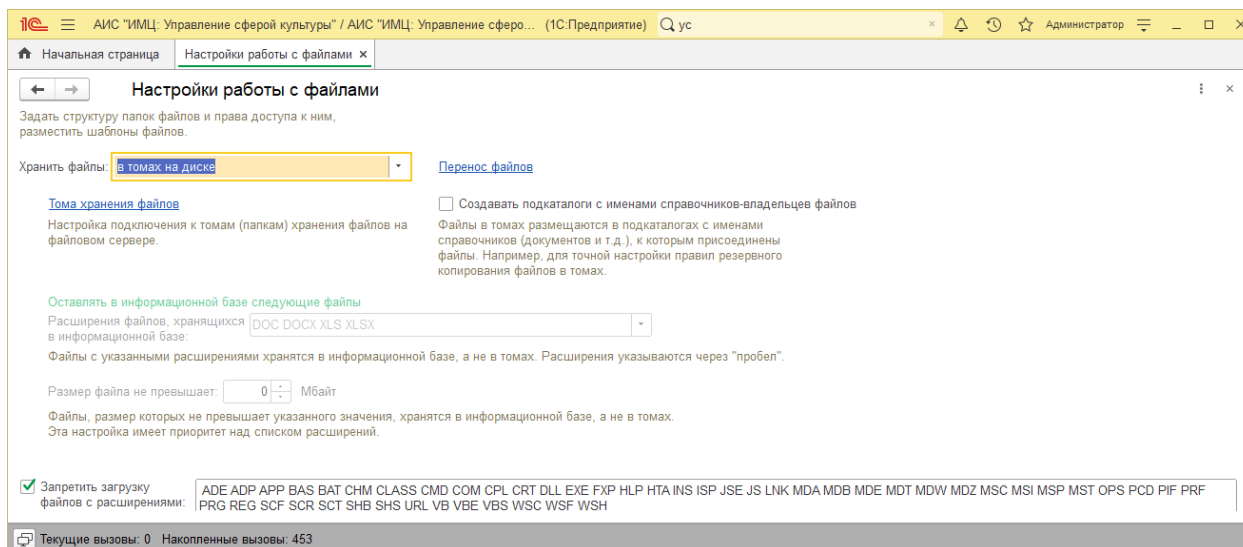 1С АИС "ИМЦ: Управление сферой культуры" / АИС "ИМЦ: Управление сферо... (1С:Предприятие) ус Администратор
Начальная страница Настройки работы с файлами ×
Настройки работы с файлами
Задать структуру папок файлов и права доступа к ним,
разместить шаблоны файлов.
Хранить файлы: в томах на диске Перенос файлов
Тома хранения файлов Создавать подкаталоги с именами справочников-владельцев файлов
Настройка подключения к томам (папкам) хранения файлов на
файловом сервере.
Файлы в томах размещаются в подкаталогах с именами
справочников (документов и т.д.), к которым присоединены
файлы. Например, для точной настройки правил резервного
копирования файлов в томах.
Оставлять в информационной базе следующие файлы
Расширения файлов, хранящихся
в информационной базе:
DOC DOCX XLS XLSX
Файлы с указанными расширениями хранятся в информационной базе, а не в томах. Расширения указываются через "пробел".
Размер файла не превышает: 0 Мбайт
Файлы, размер которых не превышает указанного значения, хранятся в информационной базе, а не в томах.
Эта настройка имеет приоритет над списком расширений.
Запретить загрузку
файлов с расширениями:
ADE ADP APP BAS BAT CHM CLASS CMD COM CPL CRT DLL EXE FXP HLP HTA INS ISP JSE JS LNK MDA MDB MDE MDT MDW MDZ MSC MSI MSP MST OPS PCD PIF PRF
PRG REG SCF SCR SCT SHB SHS URL VB VBE VBS WSC WSF WSH
Текущие вызовы: 0 Накопленные вызовы: 453